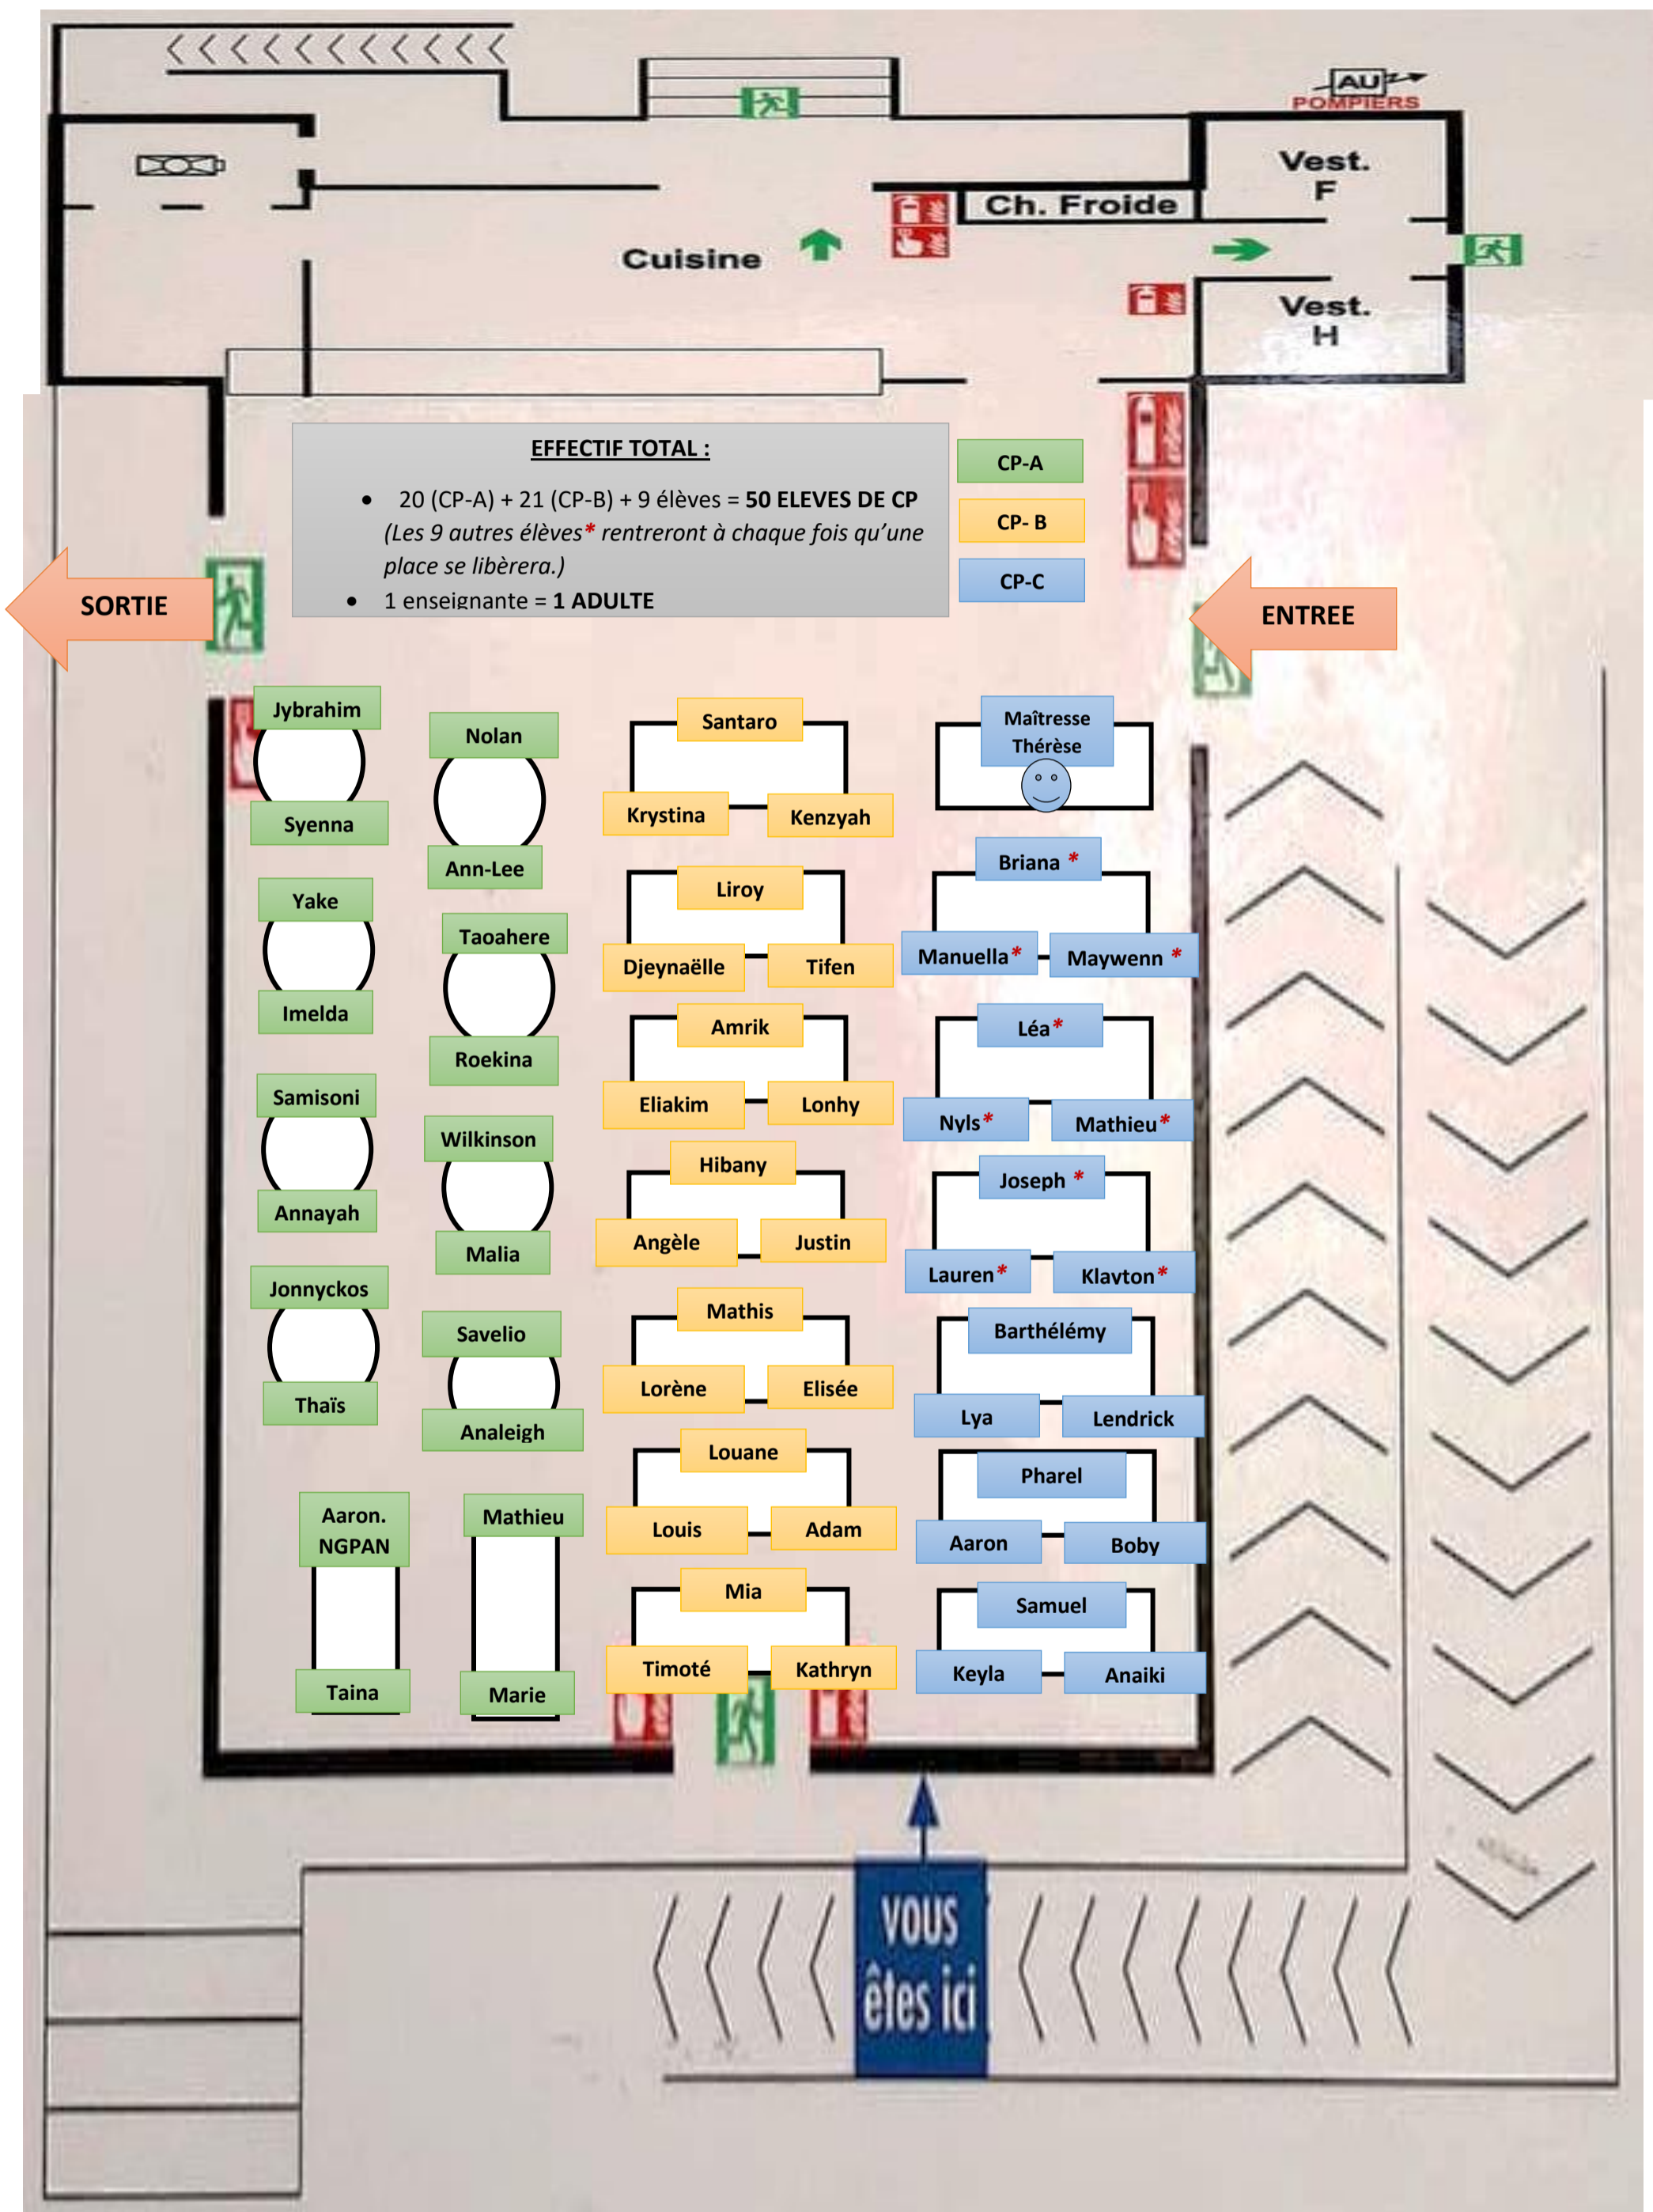 AU
POMPIERS
Vest.
F
Ch. Froide
Cuisine
Vest.
H
EFFECTIF TOTAL :
• 20 (CP-A) + 21 (CP-B) + 9 élèves = 50 ELEVES DE CP
(Les 9 autres élèves* rentreront à chaque fois qu'une
place se libèrera.)
• 1 enseignante = 1 ADULTE
CP-A
CP- B
CP-C
SORTIE
ENTREE
Jybrahim
Syenna
Yake
Imelda
Samisoni
Annayah
Jonnyckos
Thaïs
Aaron.
NGPAN
Taina
Nolan
Ann-Lee
Taoahere
Roekina
Wilkinson
Malia
Savelio
Analeigh
Mathieu
Marie
Santaro
Krystina Kenzyah
Liroy
Djeynaëlle Tifen
Amrik
Eliakim Lonhy
Hibany
Angèle Justin
Mathis
Lorène Elisée
Louane
Louis Adam
Mia
Timoté Kathryn
Maîtresse
Thérèse
Briana *
Manuella* Maywenn *
Léa*
Nyls* Mathieu*
Joseph *
Lauren* Klayton*
Barthélémy
Lya Lendrick
Pharel
Aaron Boby
Samuel
Keyla Anaiki
VOUS
êtes ici